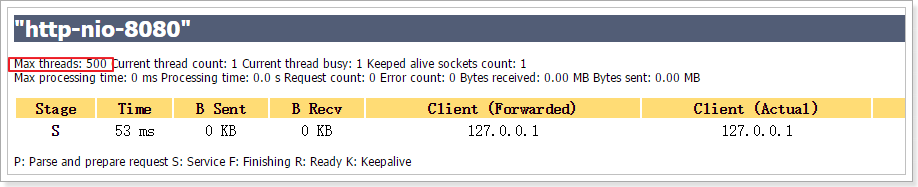 "http-nio-8080"
Max threads: 500 Current thread count: 1 Current thread busy: 1 Keeped alive sockets count: 1
Max processing time: 0 ms Processing time: 0.0 s Request count: 0 Error count: 0 Bytes received: 0.00 MB Bytes sent: 0.00 MB
Stage Time B Sent B Recv Client (Forwarded) Client (Actual)
S 53 ms 0 KB 0 KB 127.0.0.1 127.0.0.1
P: Parse and prepare request S: Service F: Finishing R: Ready K: Keepalive